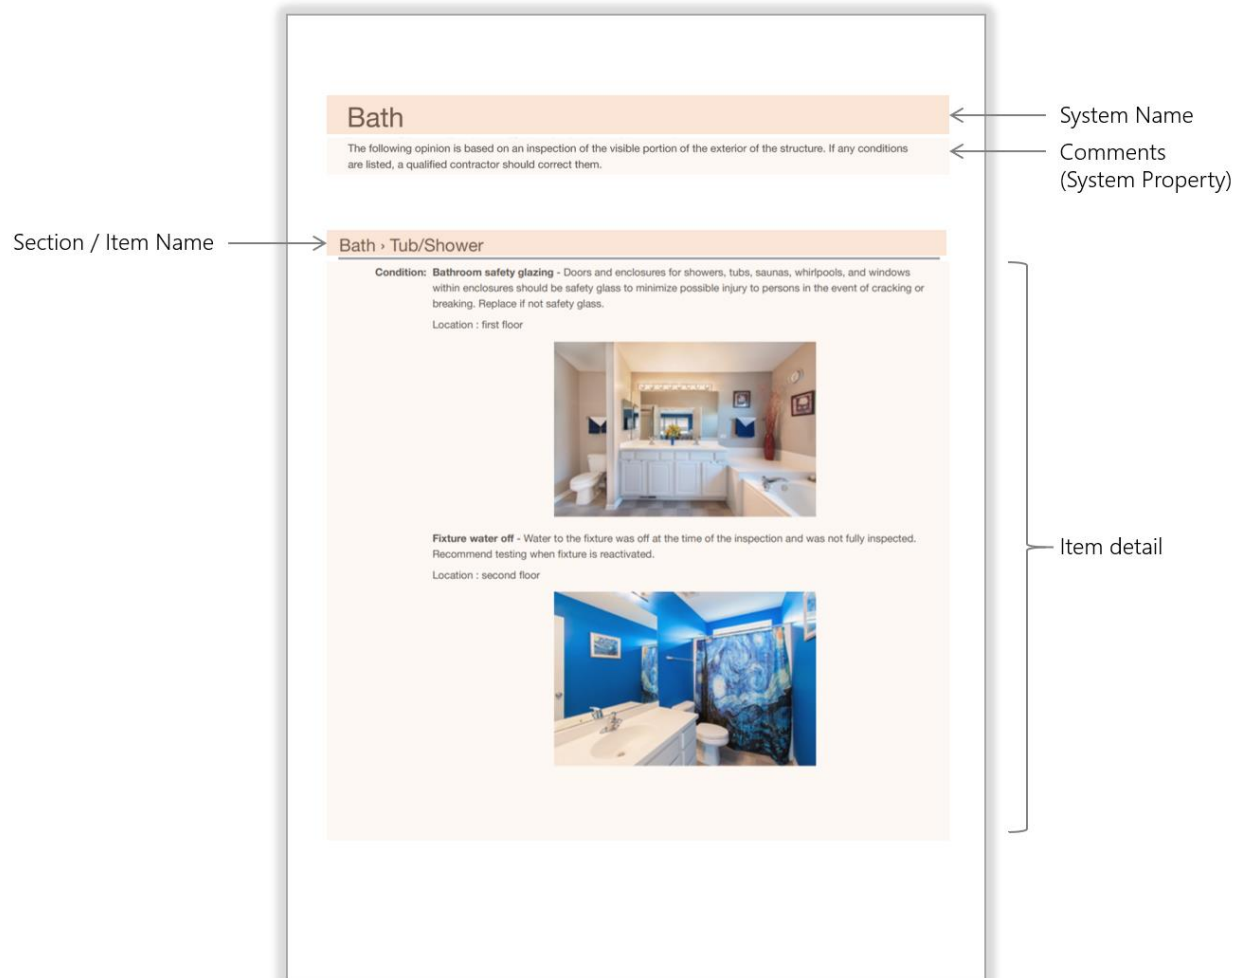 Bath
System Name
The following opinion is based on an inspection of the visible portion of the exterior of the structure. If any conditions
are listed, a qualified contractor should correct them.
Comments
(System Property)
Section / Item Name
Bath › Tub/Shower
Condition: Bathroom safety glazing - Doors and enclosures for showers, tubs, saunas, whirlpools, and windows
within enclosures should be safety glass to minimize possible injury to persons in the event of cracking or
breaking. Replace if not safety glass.
Location : first floor
Fixture water off - Water to the fixture was off at the time of the inspection and was not fully inspected.
Recommend testing when fixture is reactivated.
Location : second floor
Item detail